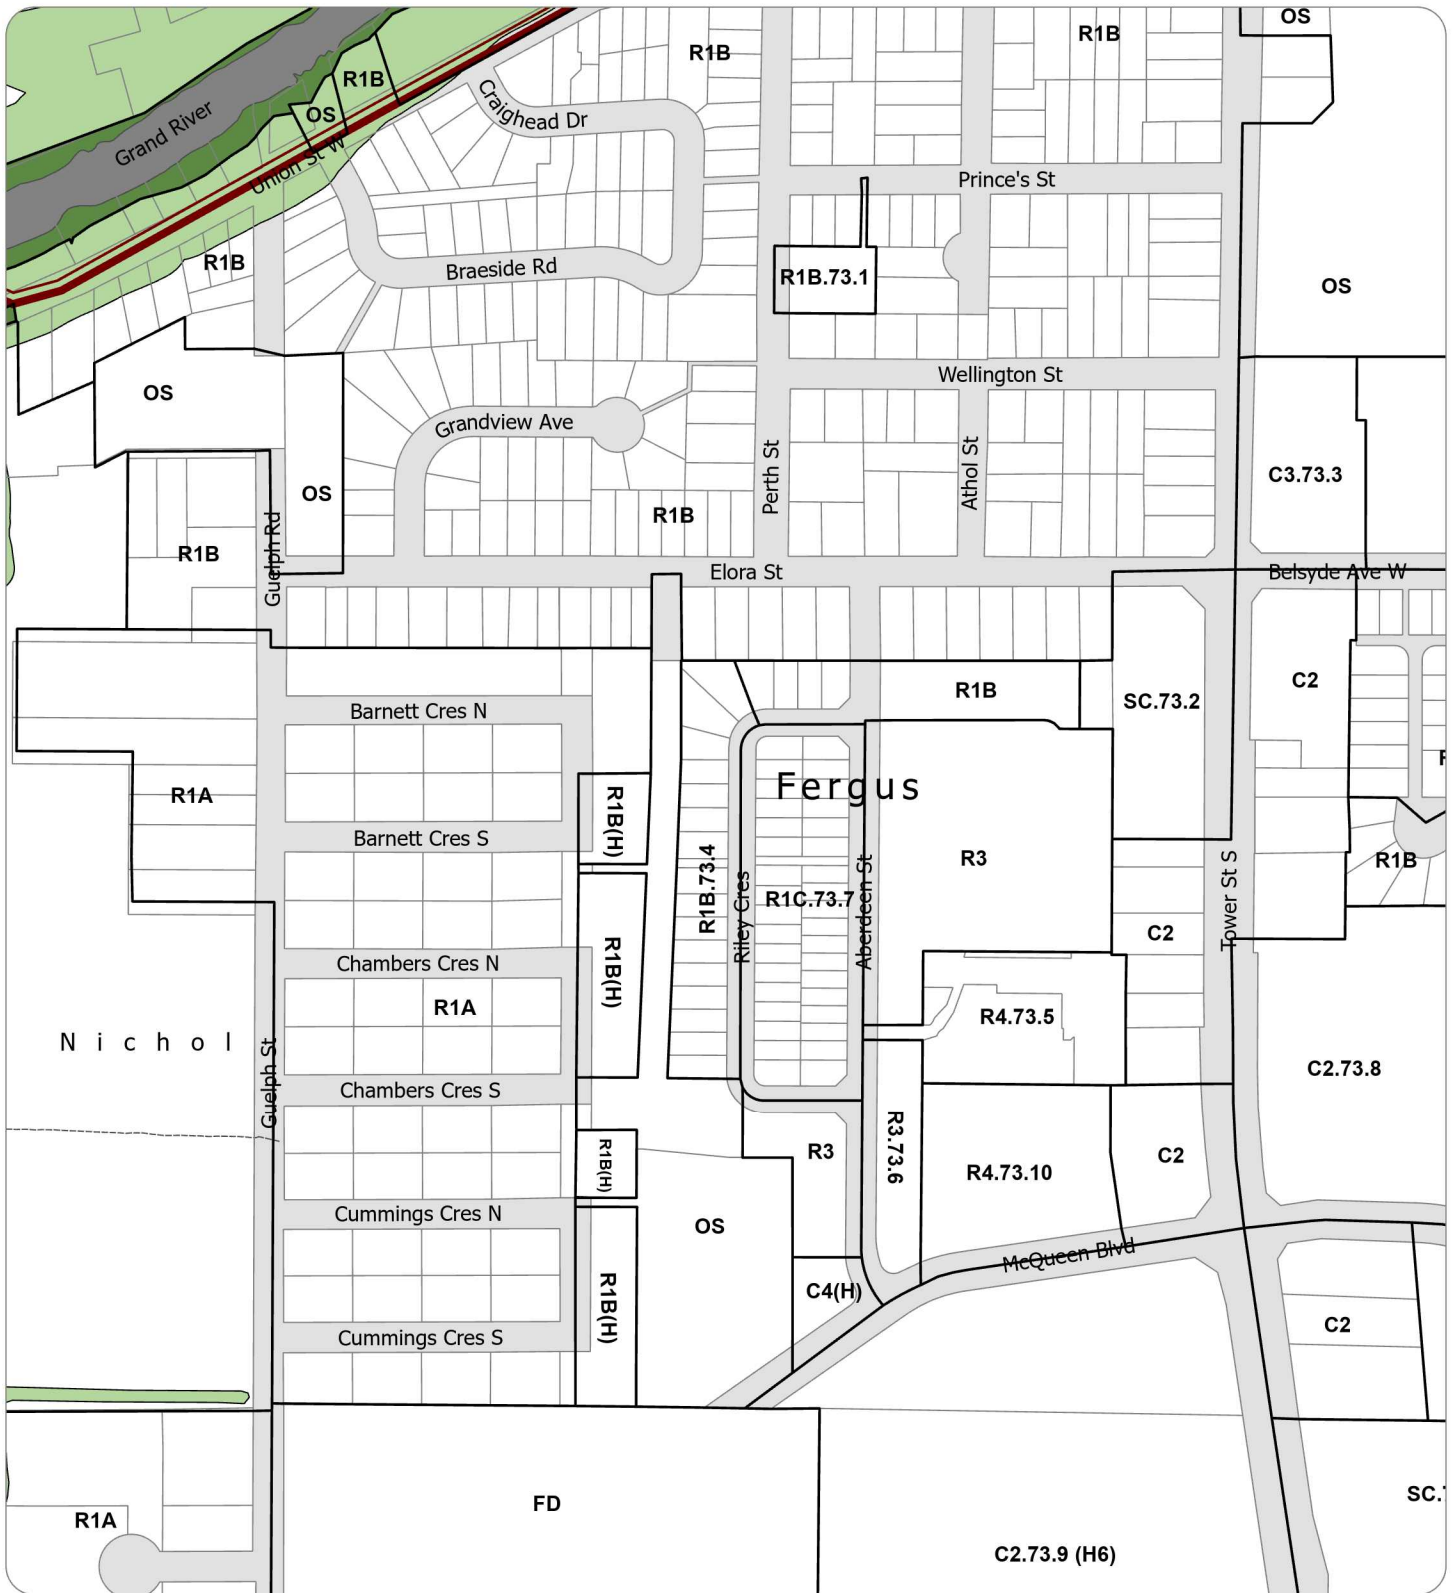 OS
R1B
R1B
R1B
OS
Grand River
Craighead Dr
Union St W
Prince's St
R1B
Braeside Rd
R1B.73.1
OS
Wellington St
OS
Grandview Ave
Perth St
Athol St
C3.73.3
OS
R1B
R1B
Guelph Rd
Elora St
Belsyde Ave W
C2
R1B
SC.73.2
Barnett Cres N
Fergus
R1A
R1B(H)
Barnett Cres S
R1B.73.4
Riley Cres
R1C.73.7
Aberdeen St
R3
R1B
Tower St S
C2
Chambers Cres N
R1B(H)
R1A
R4.73.5
Nichol
Guelph St
C2.73.8
Chambers Cres S
R1B(H)
R3
R3.73.6
R4.73.10
C2
Cummings Cres N
OS
McQueen Blvd
R1B(H)
C4(H)
C2
Cummings Cres S
FD
SC.
R1A
C2.73.9 (H6)